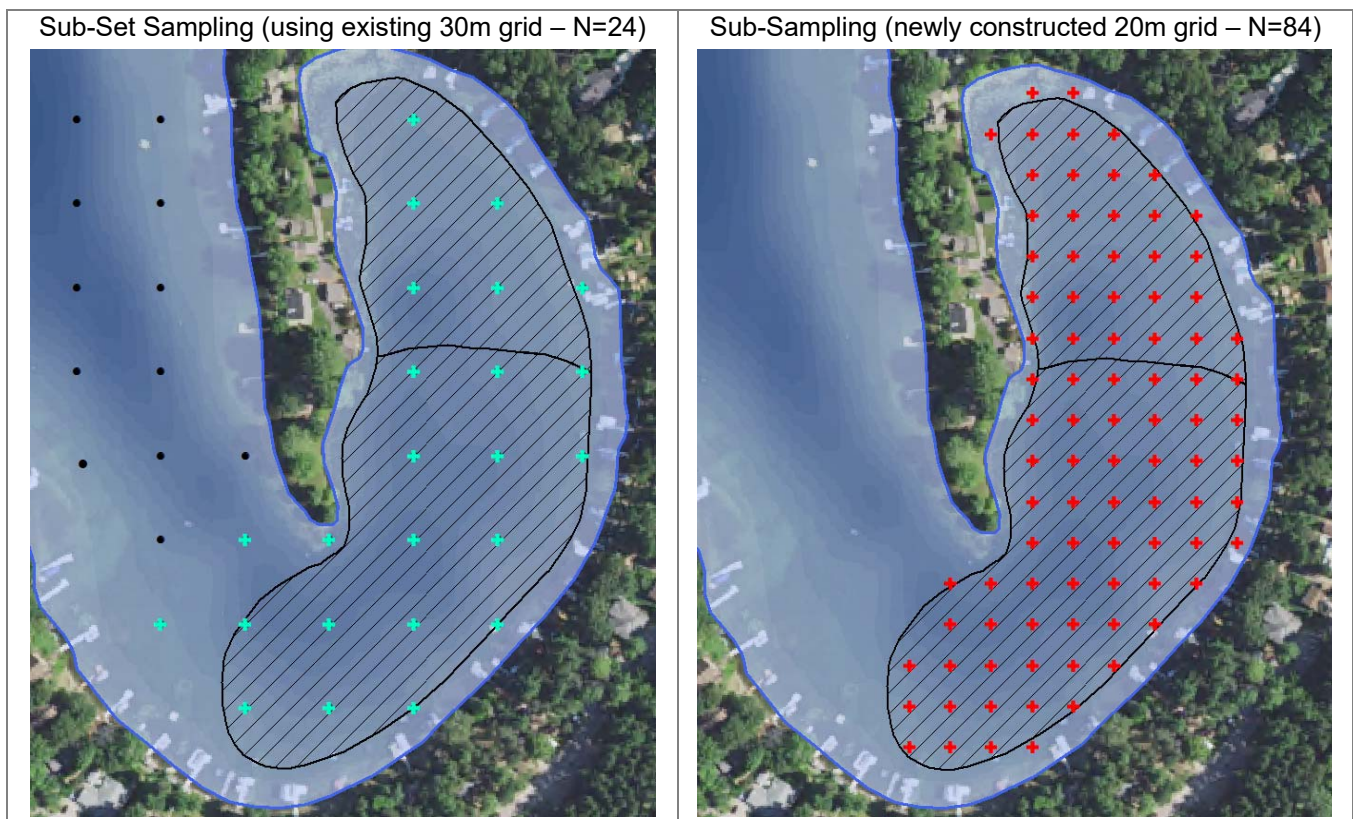 Sub-Set Sampling (using existing 30m grid – N=24)
Sub-Sampling (newly constructed 20m grid – N=84)